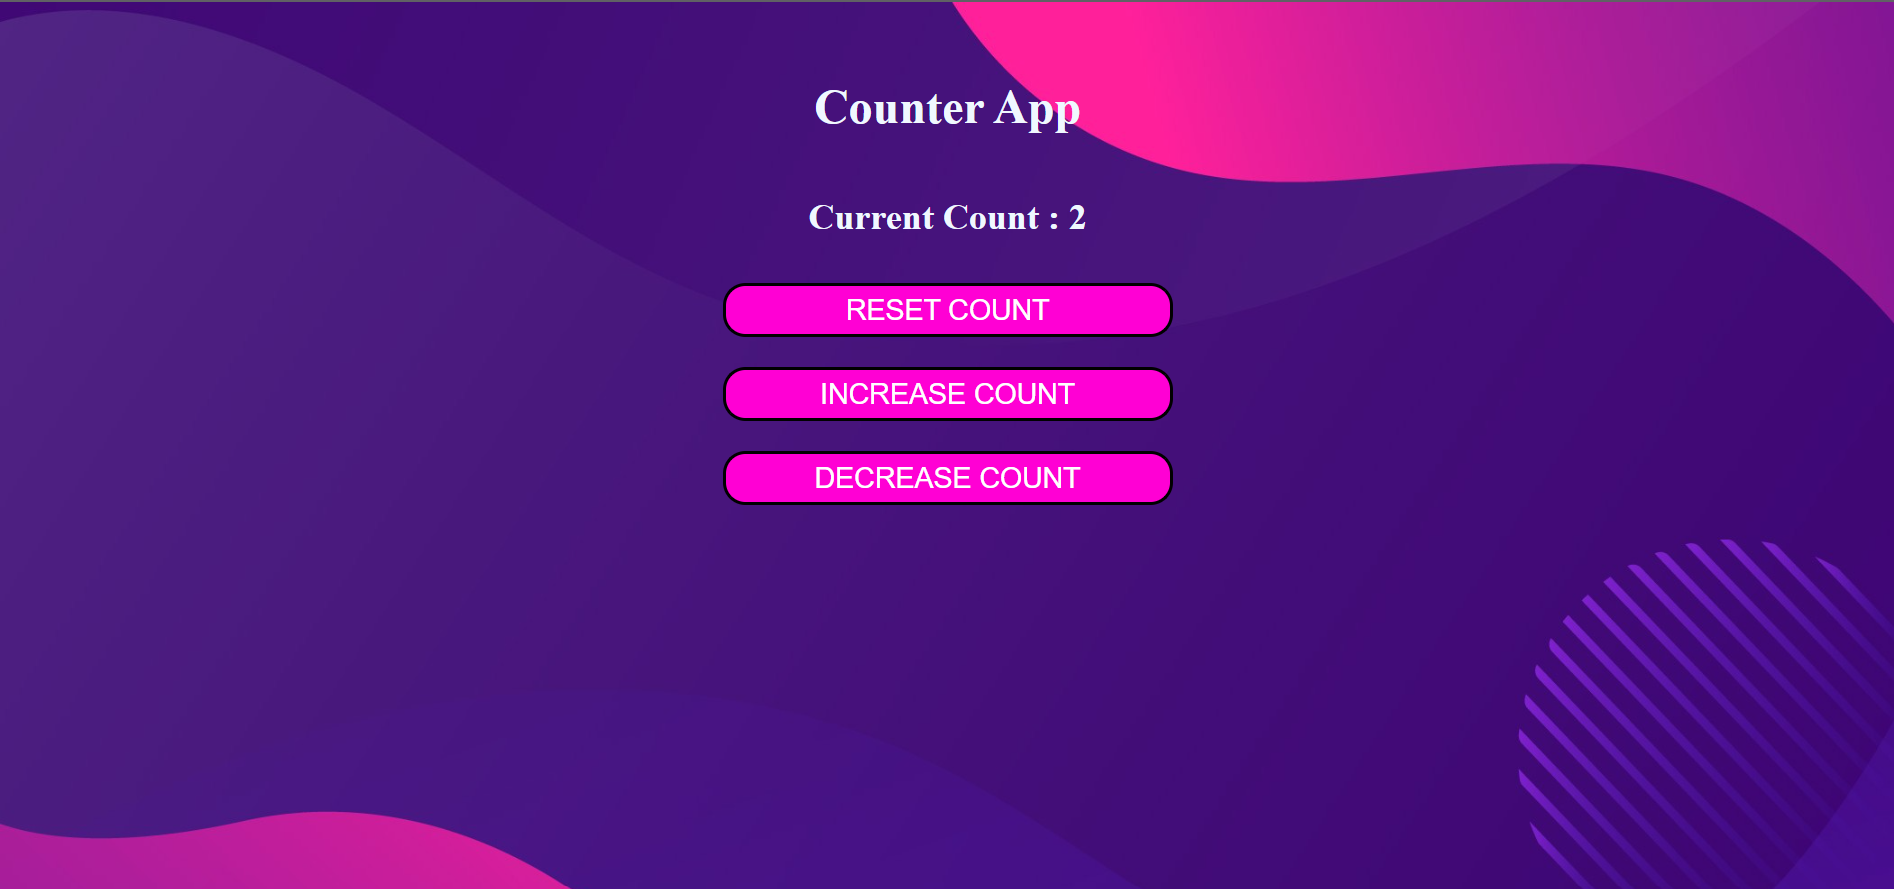 Counter App
Current Count : 2
RESET COUNT
INCREASE COUNT
DECREASE COUNT